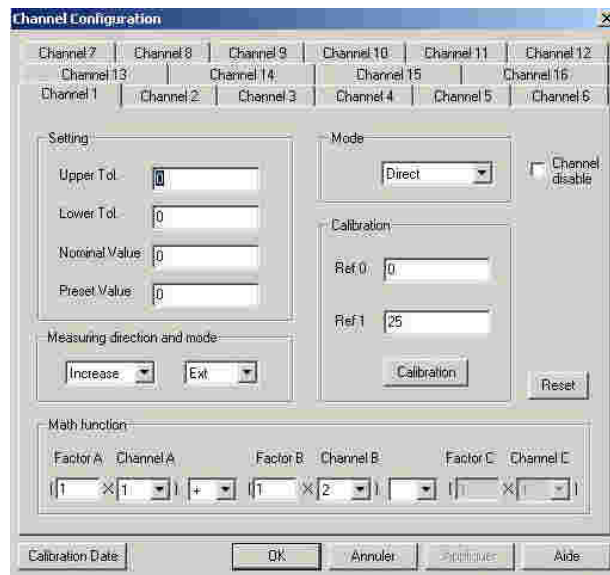 Channel Configuration
Channel 7 Channel 8 Channel 9 Channel 10 Channel 11 Channel 12
Channel 13 Channel 14 Channel 15 Channel 16
Channel 1 Channel 2 Channel 3 Channel 4 Channel 5 Channel 6
Setting
Upper Tol. 0
Lower Tol. 0
Nominal Value 0
Preset Value 0
Mode
Direct
Channel disable
Calibration
Ref 0 0
Ref 1 25
Calibration
Measuring direction and mode
Increase Ext
Reset
Math function
Factor A Channel A Factor B Channel B Factor C Channel C
( 1 X 1 ) + ( 1 X 2 ) ( 1 X 1 )
Calibration Date OK Annuler Appliquer Aide